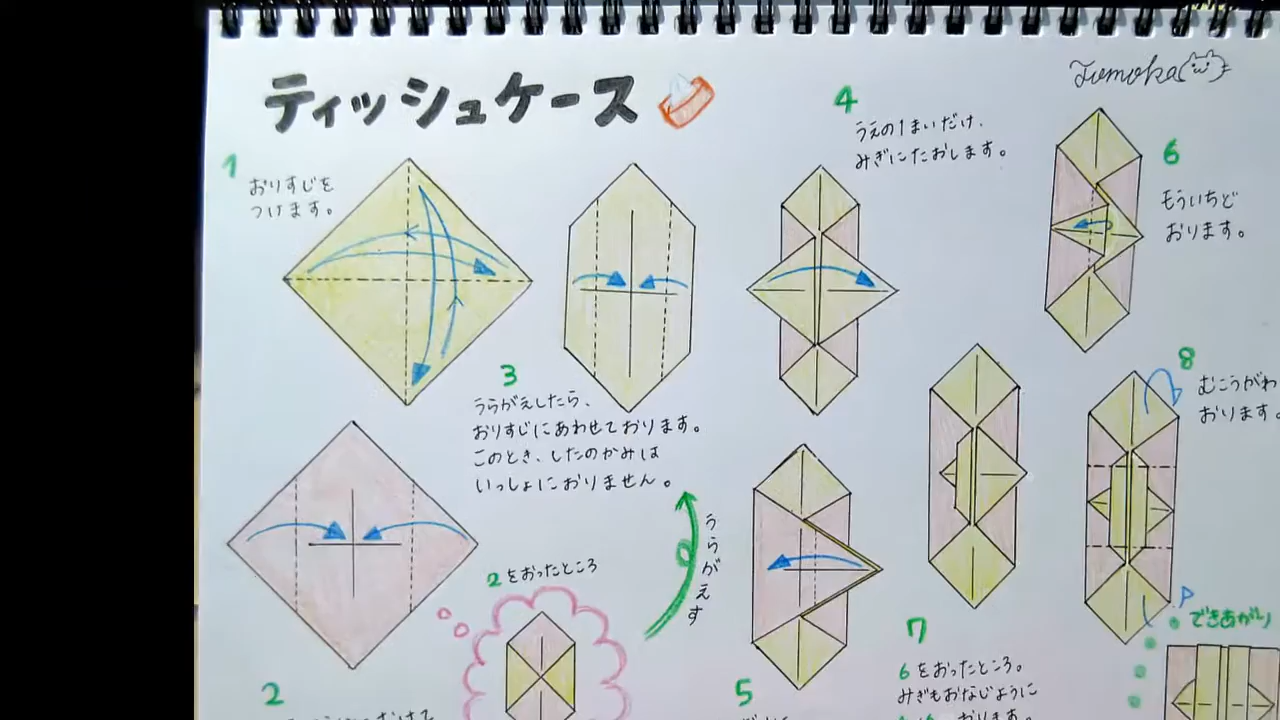 ティッシュケース
Tomoka
1
おりすじを
つけます。
2
2をおったところ
3
うらがえしたら、
おりすじにあわせており​ます。
このとき、したのかみは
いっしょにおりません。
うらがえす
4
うえの1まいだけ、
みぎにたおします。
5
6
もういちど
おります。
7
6をおったところ。
みぎもおなじように
おります。
8
むこうがわ
おります。
できあがり